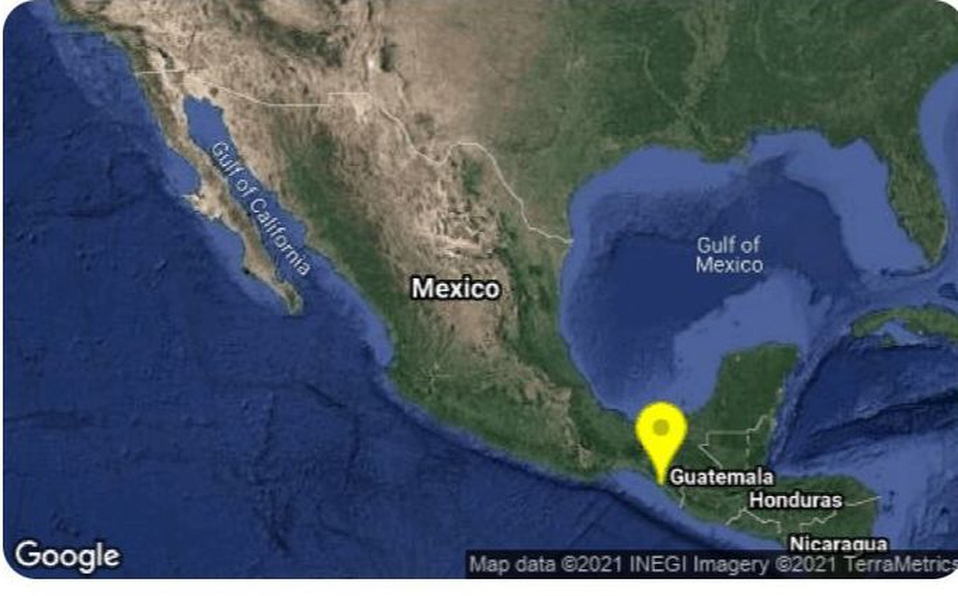 Gulf of California
Gulf of
Mexico
Mexico
Guatemala
Honduras
Nicaragua
Google
Map data ©2021 INEGI Imagery ©2021 TerraMetrics